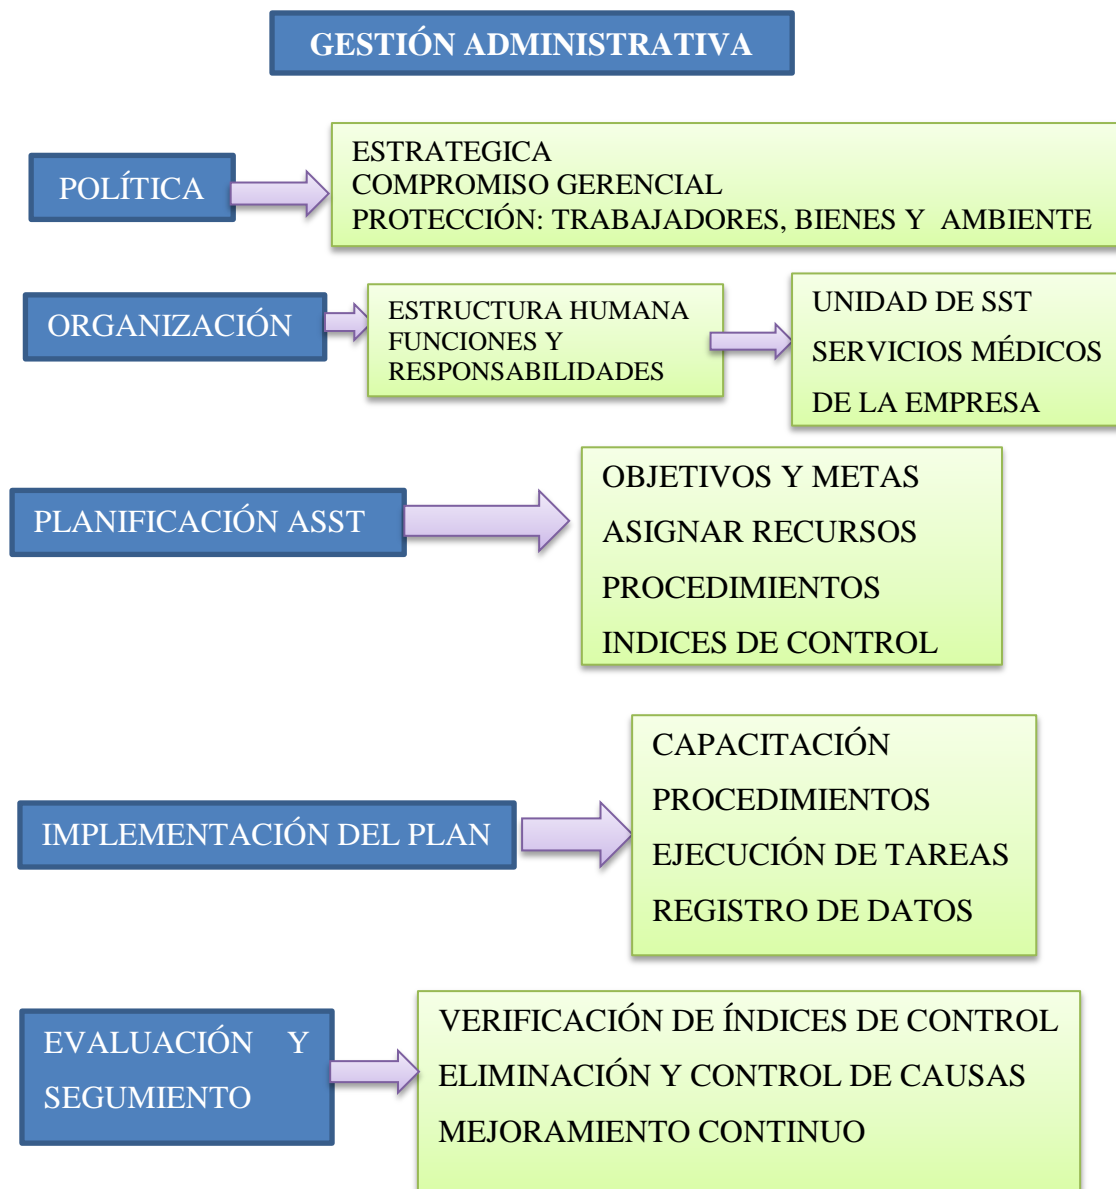 GESTIÓN ADMINISTRATIVA
POLÍTICA
ESTRATEGICA
COMPROMISO GERENCIAL
PROTECCIÓN: TRABAJADORES, BIENES Y AMBIENTE
ORGANIZACIÓN
ESTRUCTURA HUMANA
FUNCIONES Y
RESPONSABILIDADES
UNIDAD DE SST
SERVICIOS MÉDICOS
DE LA EMPRESA
PLANIFICACIÓN ASST
OBJETIVOS Y METAS
ASIGNAR RECURSOS
PROCEDIMIENTOS
INDICES DE CONTROL
IMPLEMENTACIÓN DEL PLAN
CAPACITACIÓN
PROCEDIMIENTOS
EJECUCIÓN DE TAREAS
REGISTRO DE DATOS
EVALUACIÓN Y
SEGUMIENTO
VERIFICACIÓN DE ÍNDICES DE CONTROL
ELIMINACIÓN Y CONTROL DE CAUSAS
MEJORAMIENTO CONTINUO